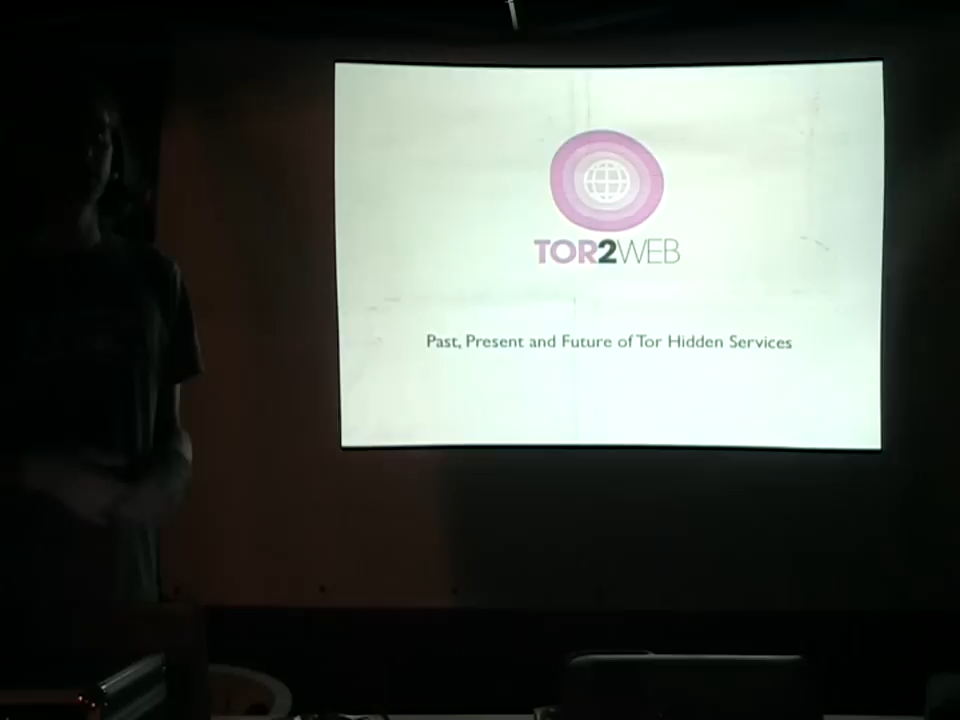 TOR2WEB
Past, Present and Future of Tor Hidden Services